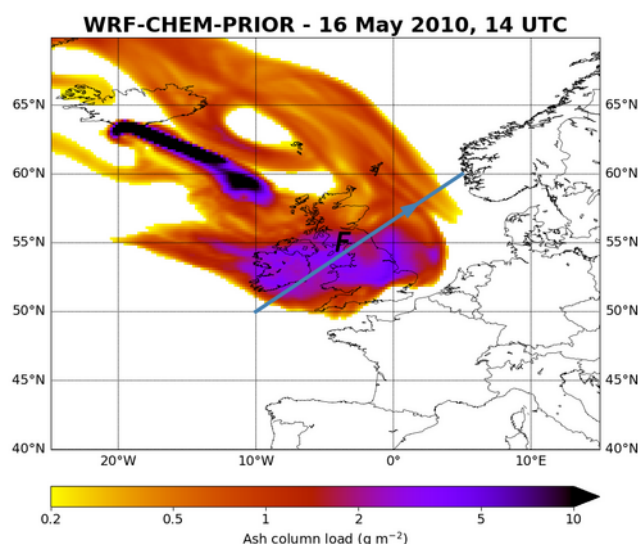 WRF-CHEM-PRIOR - 16 May 2010, 14 UTC
65°N 65°N
60°N 60°N
55°N F 55°N
50°N 50°N
45°N 45°N
40°N 40°N
20°W 10°W 0° 10°E
0.2 0.5 1 2 5 10
Ash column load (g m⁻²)